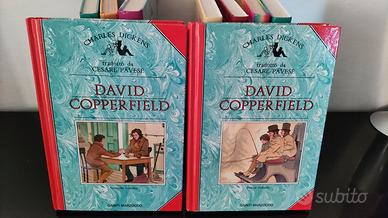 CHARLES DICKENS
tradotto da
CESARE PAVESE
DAVID
COPPERFIELD
GIUNTI MARZOCCO
CHARLES DICKENS
tradotto da
CESARE PAVESE
DAVID
COPPERFIELD
GIUNTI MARZOCCO
subito